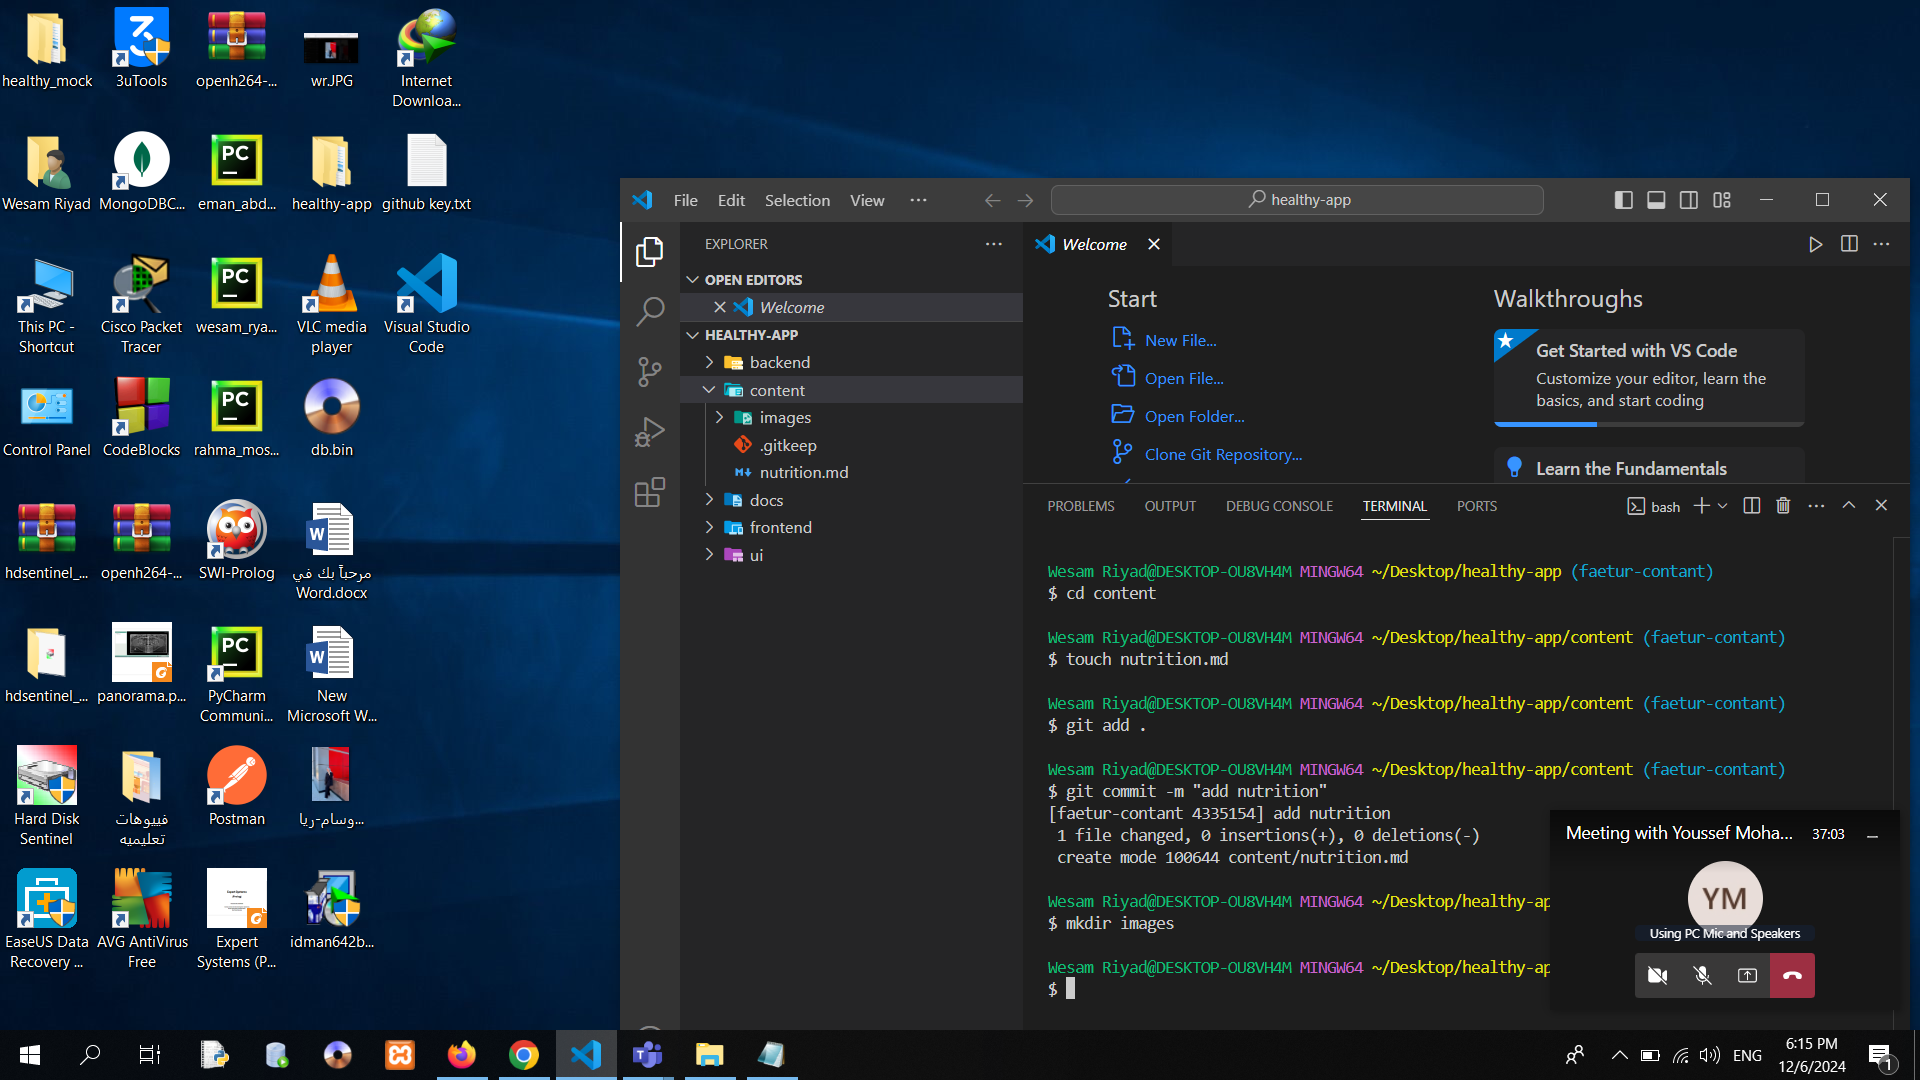 healthy_mock
3uTools
openh264-...
wr.JPG
Internet
Downloa...
Wesam Riyad
MongoDBC...
eman_abd...
healthy-app
github key.txt
This PC -
Shortcut
Cisco Packet
Tracer
wesam_rya...
VLC media
player
Visual Studio
Code
Control Panel
CodeBlocks
rahma_mos...
db.bin
hdsentinel_...
openh264-...
SWI-Prolog
مرحباً بك في
Word.docx
hdsentinel_...
panorama.p...
PyCharm
Communi...
New
Microsoft W...
Hard Disk
Sentinel
فييوهات
تعليميه
Postman
وسام-ريا...
EaseUS Data
Recovery ...
AVG AntiVirus
Free
Expert
Systems (P...
idman642b...
File Edit Selection View ···
healthy-app
EXPLORER
Welcome
OPEN EDITORS
Welcome
HEALTHY-APP
backend
content
images
.gitkeep
nutrition.md
docs
frontend
ui
Start
New File...
Open File...
Open Folder...
Clone Git Repository...
Walkthroughs
Get Started with VS Code
Customize your editor, learn the
basics, and start coding
Learn the Fundamentals
PROBLEMS OUTPUT DEBUG CONSOLE TERMINAL PORTS
bash
Wesam Riyad@DESKTOP-OU8VH4M MINGW64 ~/Desktop/healthy-app (faetur-contant)
$ cd content
Wesam Riyad@DESKTOP-OU8VH4M MINGW64 ~/Desktop/healthy-app/content (faetur-contant)
$ touch nutrition.md
Wesam Riyad@DESKTOP-OU8VH4M MINGW64 ~/Desktop/healthy-app/content (faetur-contant)
$ git add .
Wesam Riyad@DESKTOP-OU8VH4M MINGW64 ~/Desktop/healthy-app/content (faetur-contant)
$ git commit -m "add nutrition"
[faetur-contant 4335154] add nutrition
1 file changed, 0 insertions(+), 0 deletions(-)
create mode 100644 content/nutrition.md
Wesam Riyad@DESKTOP-OU8VH4M MINGW64 ~/Desktop/healthy-ap
$ mkdir images
Wesam Riyad@DESKTOP-OU8VH4M MINGW64 ~/Desktop/healthy-ap
$
Meeting with Youssef Moha... 37:03
YM
Using PC Mic and Speakers
ENG
6:15 PM
12/6/2024
1